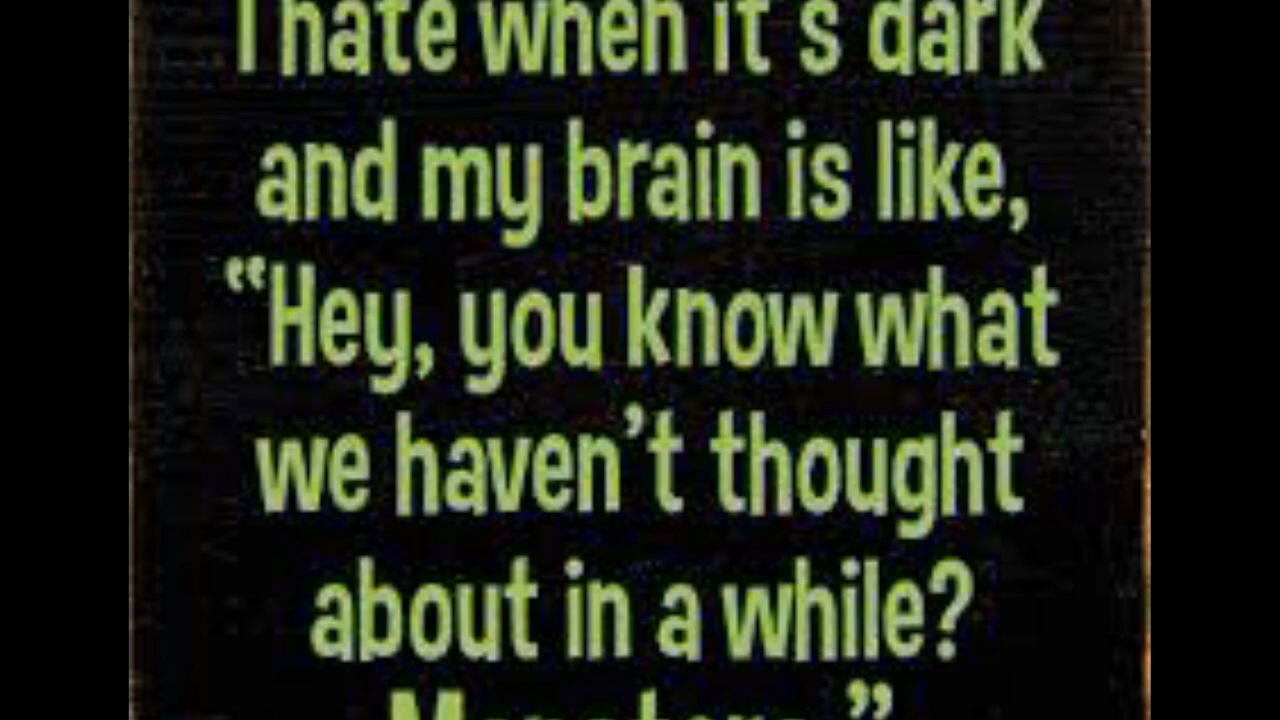 I hate when it's dark
and my brain is like,
“Hey, you know what
we haven’t thought
about in a while?
Monsters.”